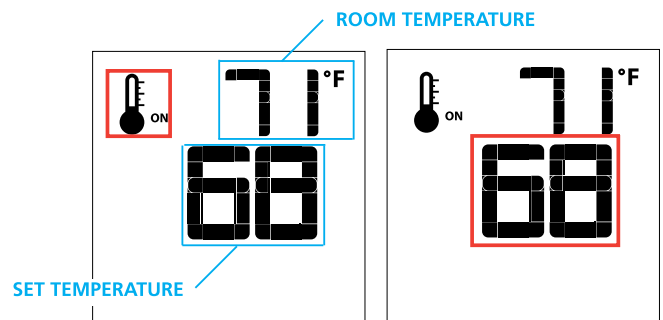 ROOM TEMPERATURE
71 °F
ON
68
SET TEMPERATURE
71 °F
ON
68